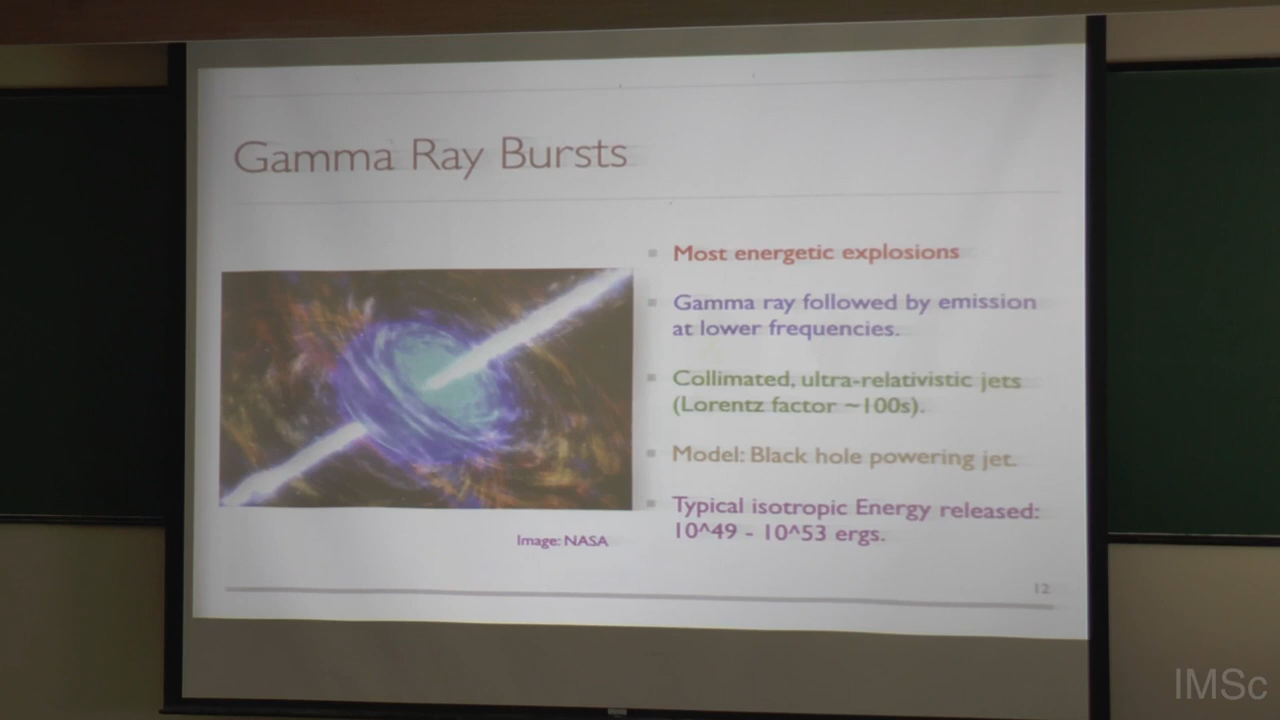 Gamma Ray Bursts
Most energetic explosions
Gamma ray followed by emission
at lower frequencies.
Collimated, ultra-relativistic jets
(Lorentz factor ~100s).
Model: Black hole powering jet.
Typical isotropic Energy released:
10^49 - 10^53 ergs.
Image: NASA
12
IMSc